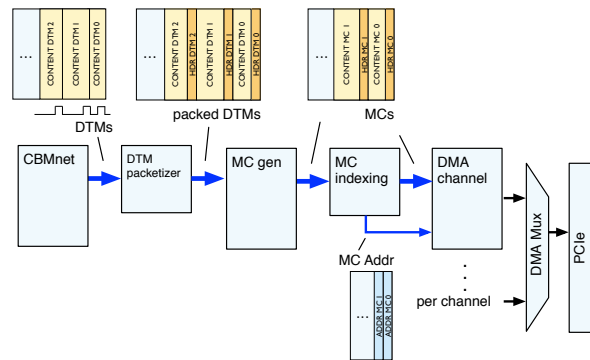 ...
CONTENT DTM 2
CONTENT DTM 1
CONTENT DTM 0
...
CONTENT DTM 2
HDR DTM 2
CONTENT DTM 1
HDR DTM 1
CONTENT DTM 0
HDR DTM 0
...
CONTENT MC 1
HDR MC 1
CONTENT MC 0
HDR MC 0
DTMs
packed DTMs
MCs
CBMnet
DTM
packetizer
MC gen
MC
indexing
DMA
channel
DMA Mux
PCIe
MC Addr
...
ADDR MC 1
ADDR MC 0
...
per channel